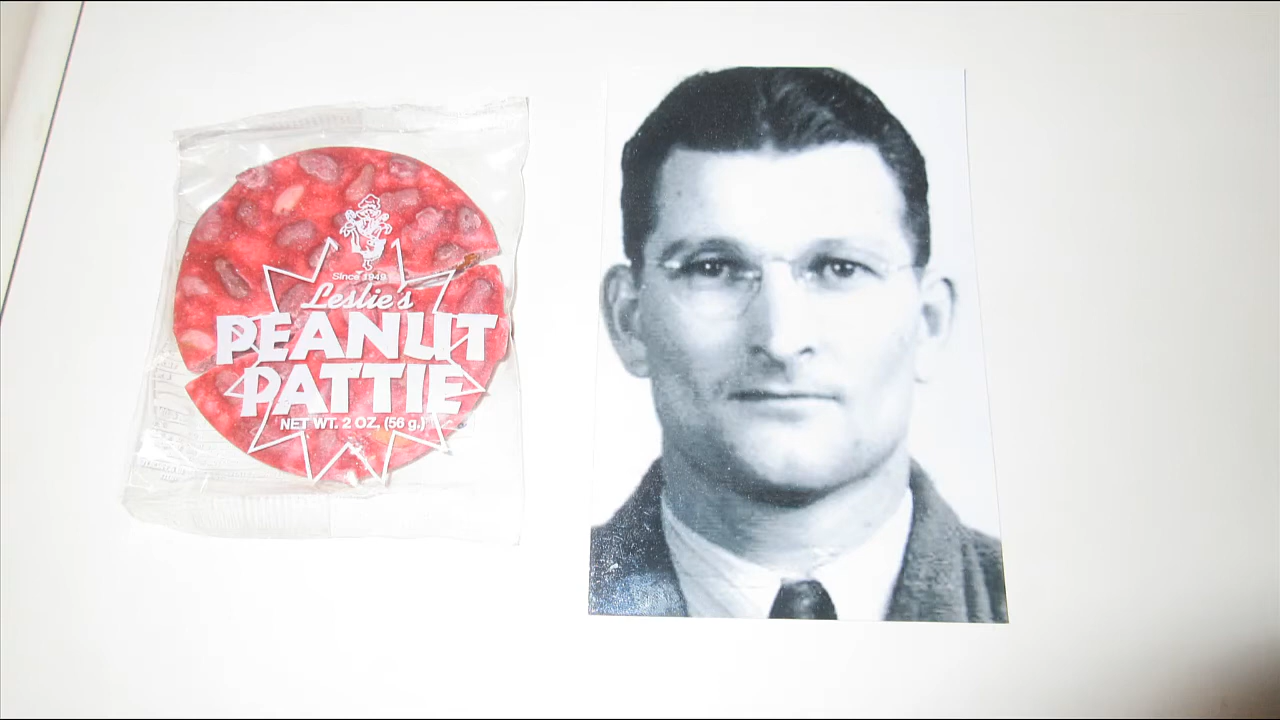 Since 1949
Leslie's
PEANUT
PATTIE
NET WT. 2 OZ, (56 g.)